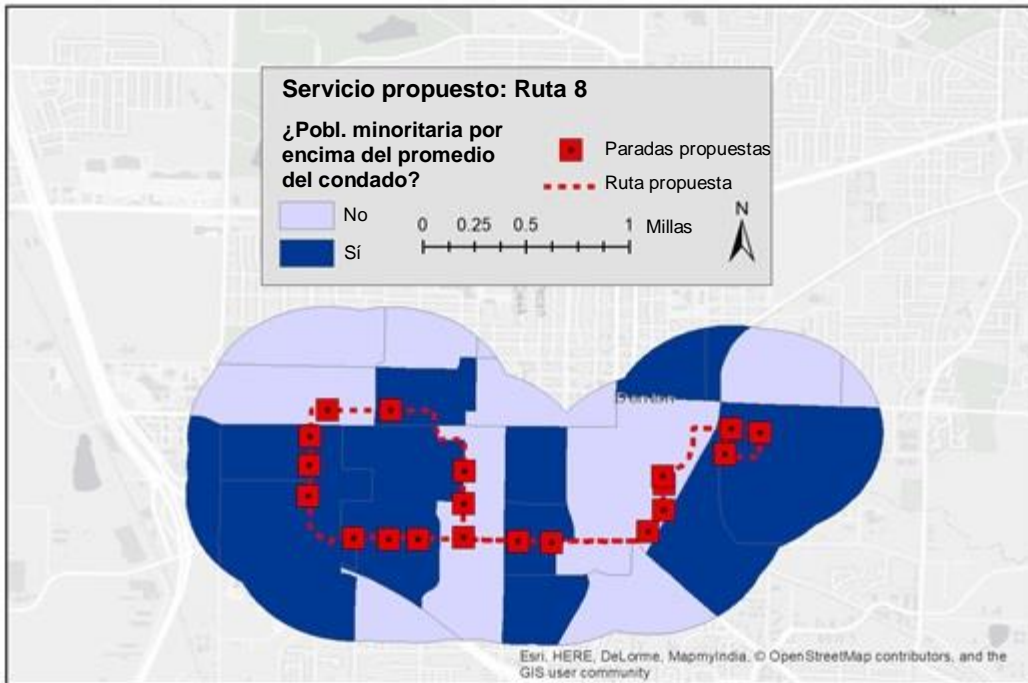 Servicio propuesto: Ruta 8
¿Pobl. minoritaria por
encima del promedio
del condado?
No
Sí
Paradas propuestas
Ruta propuesta
0 0.25 0.5 1 Millas
N
Esri, HERE, DeLorme, MapmyIndia, © OpenStreetMap contributors, and the
GIS user community